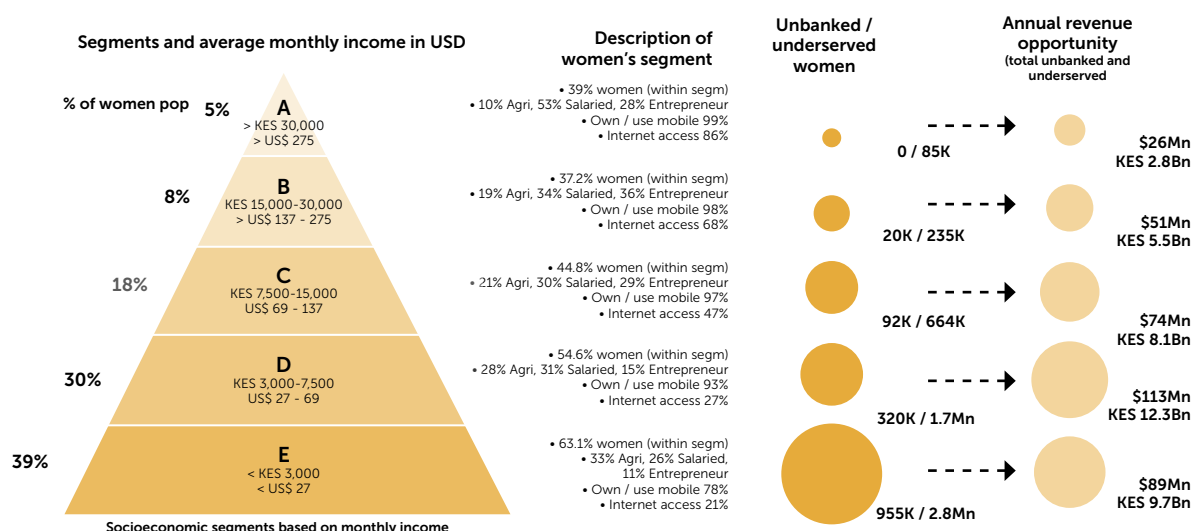 Segments and average monthly income in USD
% of women pop
5%
A
> KES 30,000
> US$ 275
8%
B
KES 15,000-30,000
> US$ 137 - 275
18%
C
KES 7,500-15,000
US$ 69 - 137
30%
D
KES 3,000-7,500
US$ 27 - 69
39%
E
< KES 3,000
< US$ 27
Socioeconomic segments based on monthly income
Description of
women's segment
• 39% women (within segm)
• 10% Agri, 53% Salaried, 28% Entrepreneur
• Own / use mobile 99%
• Internet access 86%
• 37.2% women (within segm)
• 19% Agri, 34% Salaried, 36% Entrepreneur
• Own / use mobile 98%
• Internet access 68%
• 44.8% women (within segm)
• 21% Agri, 30% Salaried, 29% Entrepreneur
• Own / use mobile 97%
• Internet access 47%
• 54.6% women (within segm)
• 28% Agri, 31% Salaried, 15% Entrepreneur
• Own / use mobile 93%
• Internet access 27%
• 63.1% women (within segm)
• 33% Agri, 26% Salaried,
11% Entrepreneur
• Own / use mobile 78%
• Internet access 21%
Unbanked /
underserved
women
0 / 85K
20K / 235K
92K / 664K
320K / 1.7Mn
955K / 2.8Mn
Annual revenue
opportunity
(total unbanked and
underserved
$26Mn
KES 2.8Bn
$51Mn
KES 5.5Bn
$74Mn
KES 8.1Bn
$113Mn
KES 12.3Bn
$89Mn
KES 9.7Bn